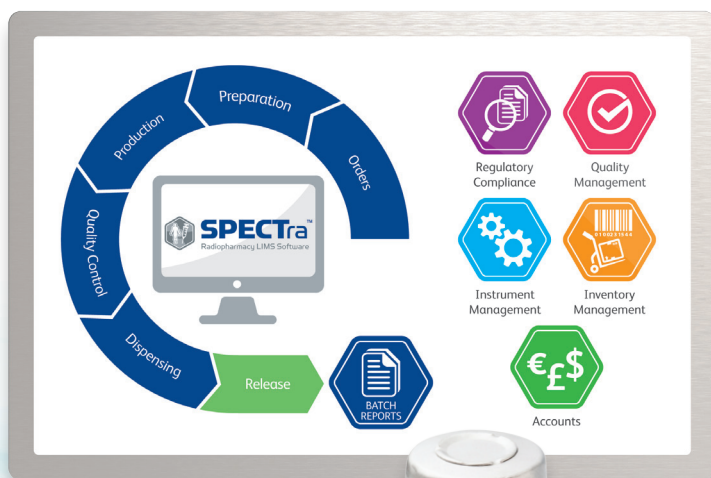 Orders
Preparation
Production
Quality Control
Dispensing
Release
BATCH
REPORTS
SPECTra™
Radiopharmacy LIMS Software
Regulatory
Compliance
Quality
Management
0100231644
Instrument
Management
Inventory
Management
€£$
Accounts